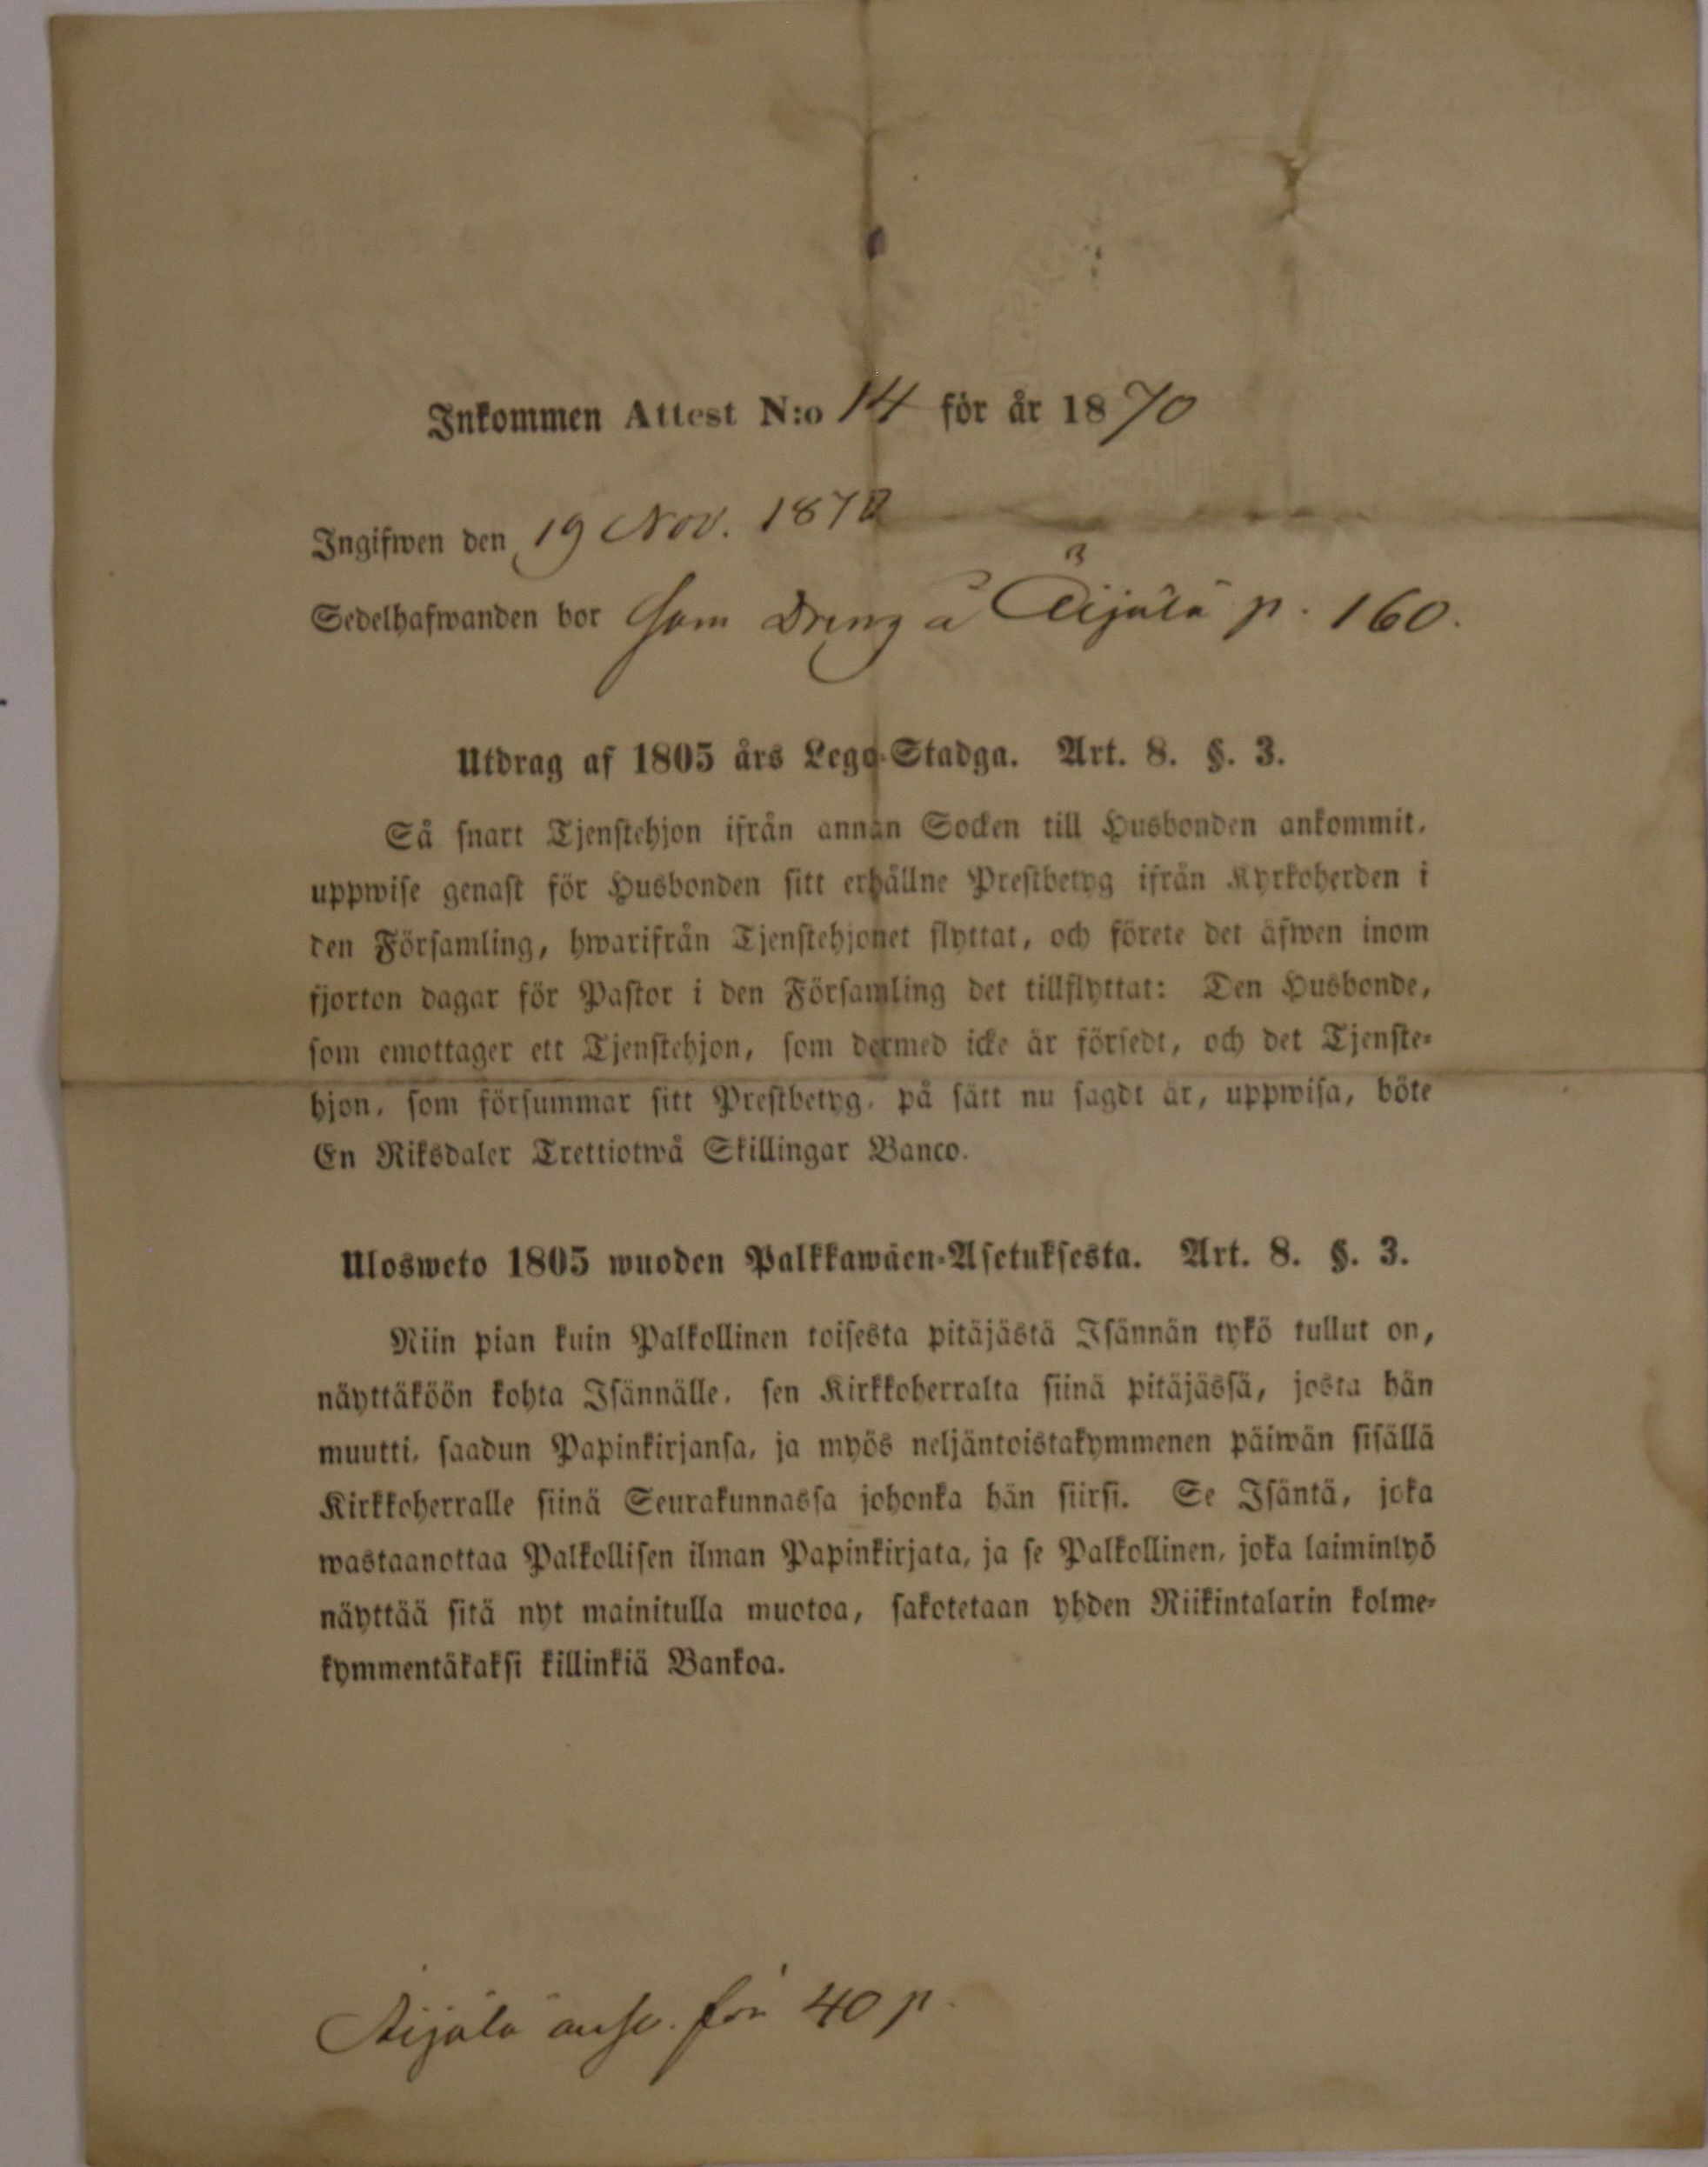 Inkommen Attest N:o 14 för år 1870
Ingifwen den 19 Nov. 1870
Sedelhafwanden bor som Dreng å Äijälä p. 160.
Utdrag af 1805 års Lego-Stadga. Art. 8. §. 3.
Så snart Tjenstehjon ifrån annan Socken till Husbonden ankommit,
uppwise genast för Husbonden sitt erhållne Prestbetyg ifrån Kyrkoherden i
den Församling, hwarifrån Tjenstehjonet flyttat, och förete det äfwen inom
fjorton dagar för Pastor i den Församling det tillflyttat: Den Husbonde,
som emottager ett Tjenstehjon, som dermed icke är försedt, och det Tjenste-
hjon, som försummar sitt Prestbetyg, på sätt nu sagdt är, uppwisa, böte
En Riksdaler Trettiotwå Skillingar Banco.
Ulosweto 1805 wuoden Palkkawäen-Asetuksesta. Art. 8. §. 3.
Niin pian kuin Palkollinen toisesta pitäjästä Isännän tykö tullut on,
näyttäköön kohta Isännälle, sen Kirkkoherralta siinä pitäjässä, josta hän
muutti, saadun Papinkirjansa, ja myös neljäntoistakymmenen päiwän sisällä
Kirkkoherralle siinä Seurakunnassa johonka hän siirsi. Se Isäntä, joka
wastaanottaa Palkollisen ilman Papinkirjata, ja se Palkollinen, joka laiminlyö
näyttää sitä nyt mainitulla muotoa, sakotetaan yhden Riikintalarin kolme-
kymmentäkaksi killinkiä Bankoa.
Äijälä ansv. för 40 p.